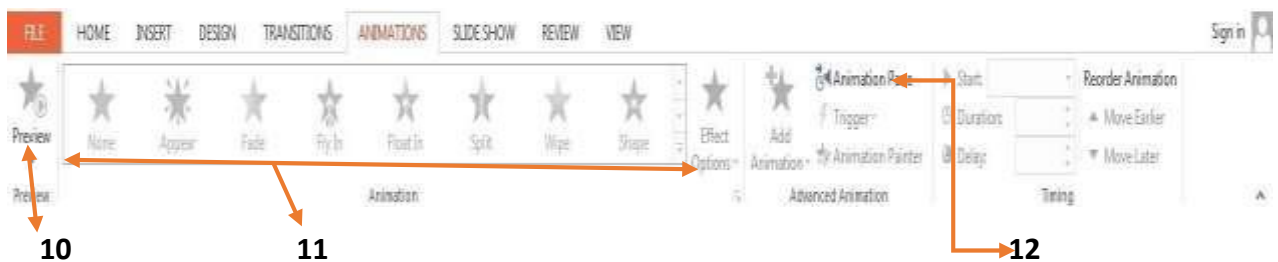 FILE HOME INSERT DESIGN TRANSITIONS ANIMATIONS SLIDE SHOW REVIEW VIEW Sign in
Animation Pane Start: Reorder Animation
Trigger Duration: Move Earlier
Preview None Appear Fade Fly In Float In Split Wipe Shape Effect Options Add Animation Animation Painter Delay: Move Later
Preview Animation Advanced Animation Timing
10 11 12